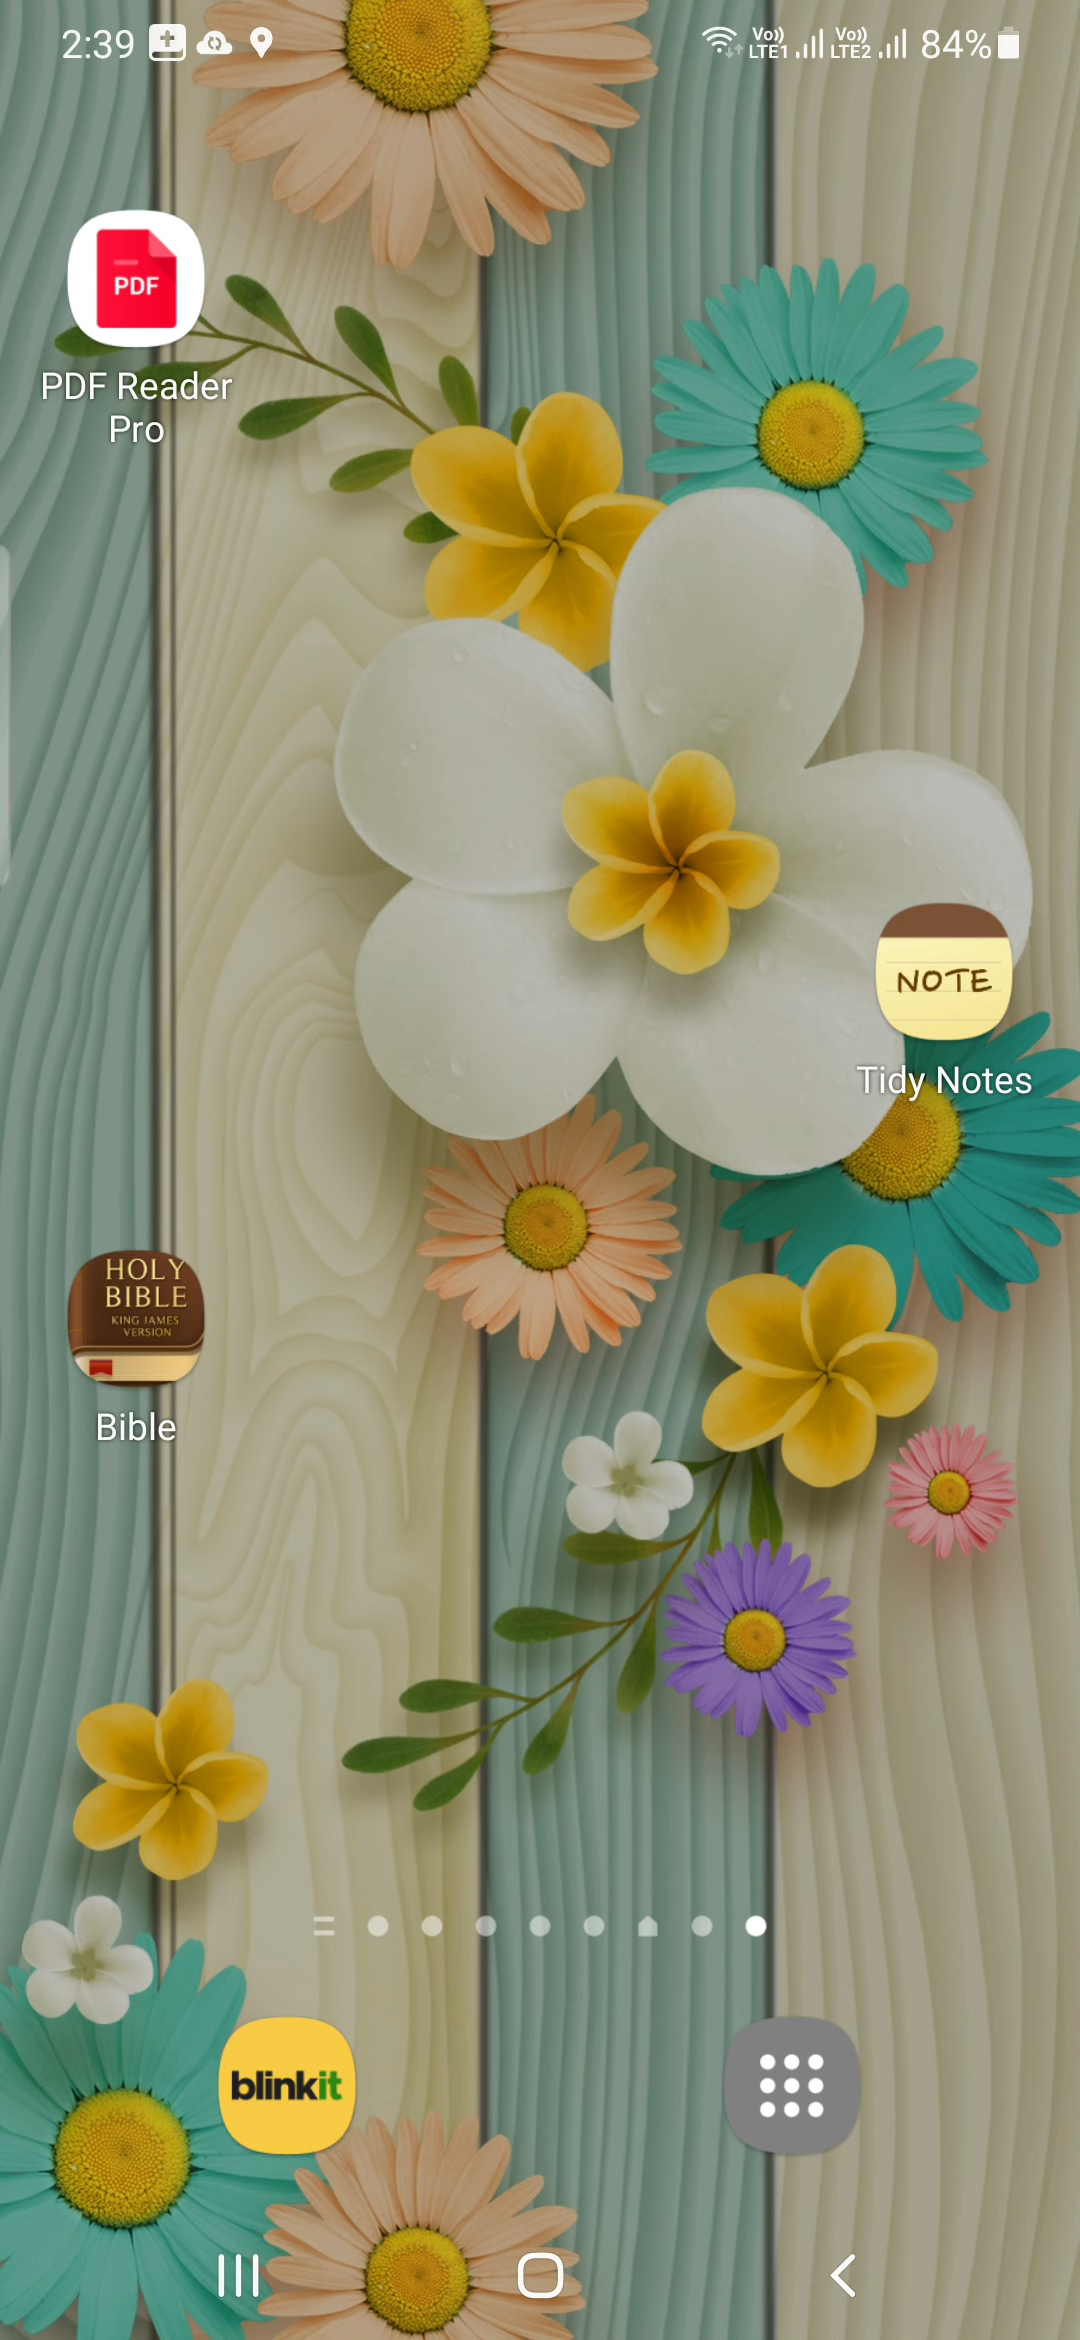 2:39
Vo)) LTE1 Vo)) LTE2 84%
PDF
PDF Reader
Pro
NOTE
Tidy Notes
HOLY
BIBLE
KING JAMES
VERSION
Bible
blinkit